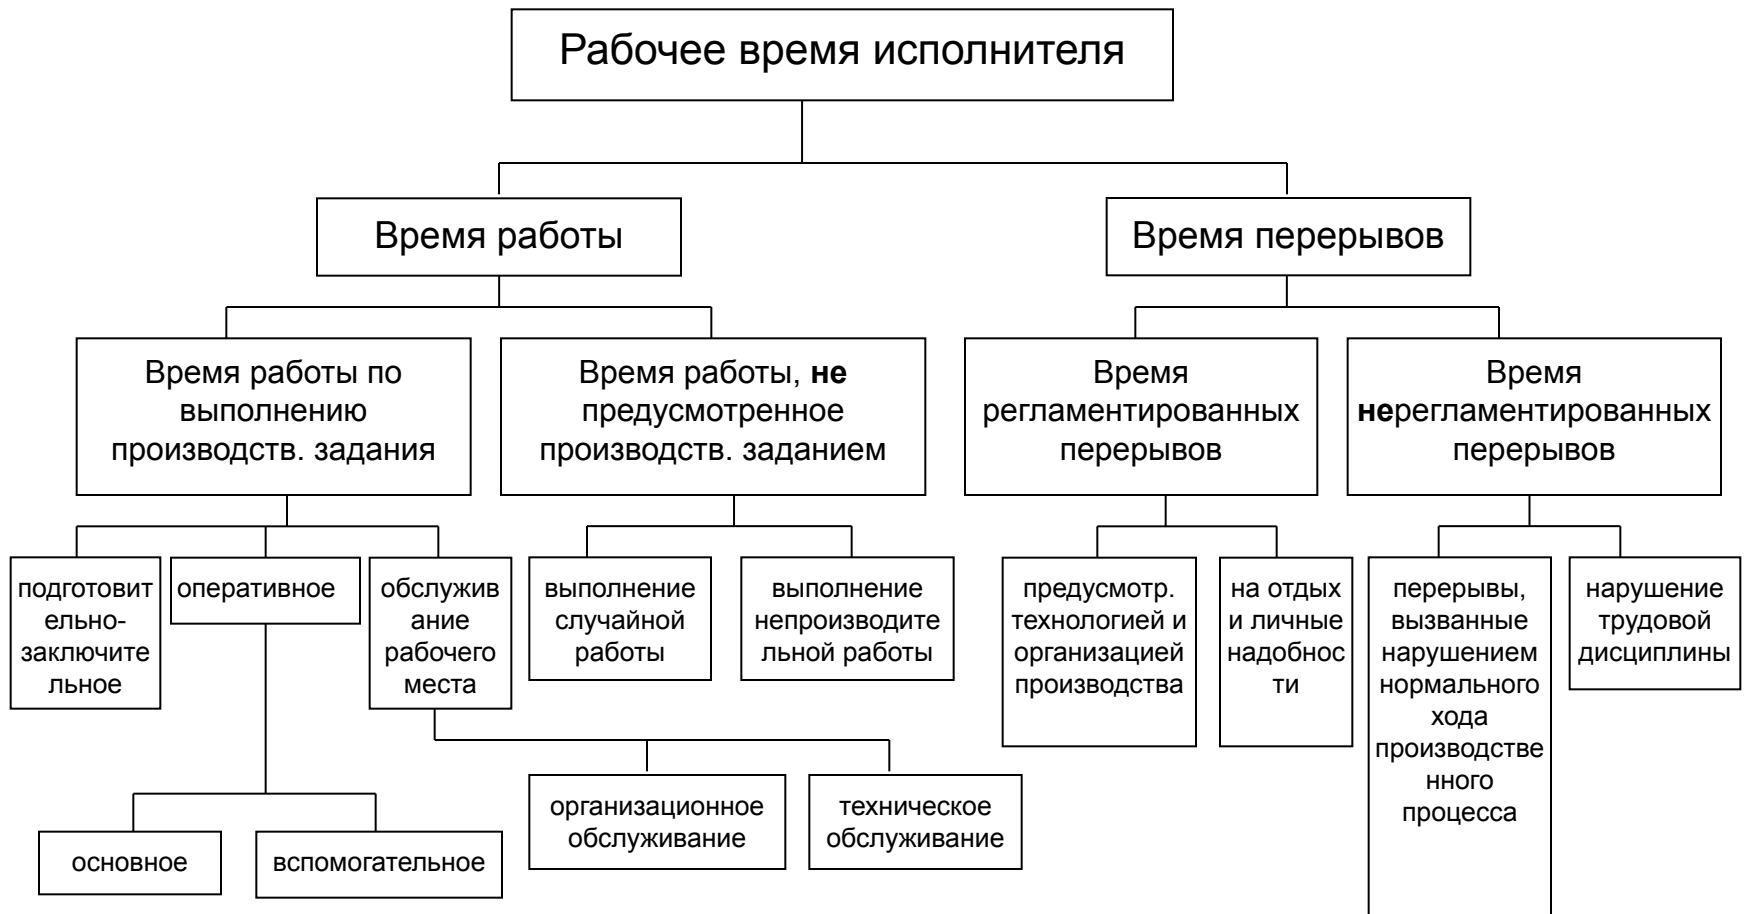 Рабочее время исполнителя
Время работы
Время перерывов
Время работы по
выполнению
производств. задания
Время работы, не
предусмотренное
производств. заданием
Время
регламентированных
перерывов
Время
нерегламентированных
перерывов
подготовит
ельно-
заключите
льное
оперативное
обслужив
ание
рабочего
места
выполнение
случайной
работы
выполнение
непроизводите
льной работы
предусмотр.
технологией и
организацией
производства
на отдых
и личные
надобнос
ти
перерывы,
вызванные
нарушением
нормального
хода
производстве
нного
процесса
нарушение
трудовой
дисциплины
организационное
обслуживание
техническое
обслуживание
основное
вспомогательное